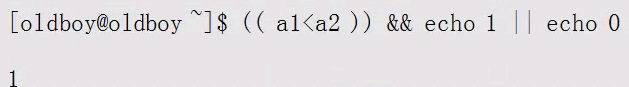 [oldboy@oldboy ~]$ (( a1<a2 )) && echo 1 || echo 0
1